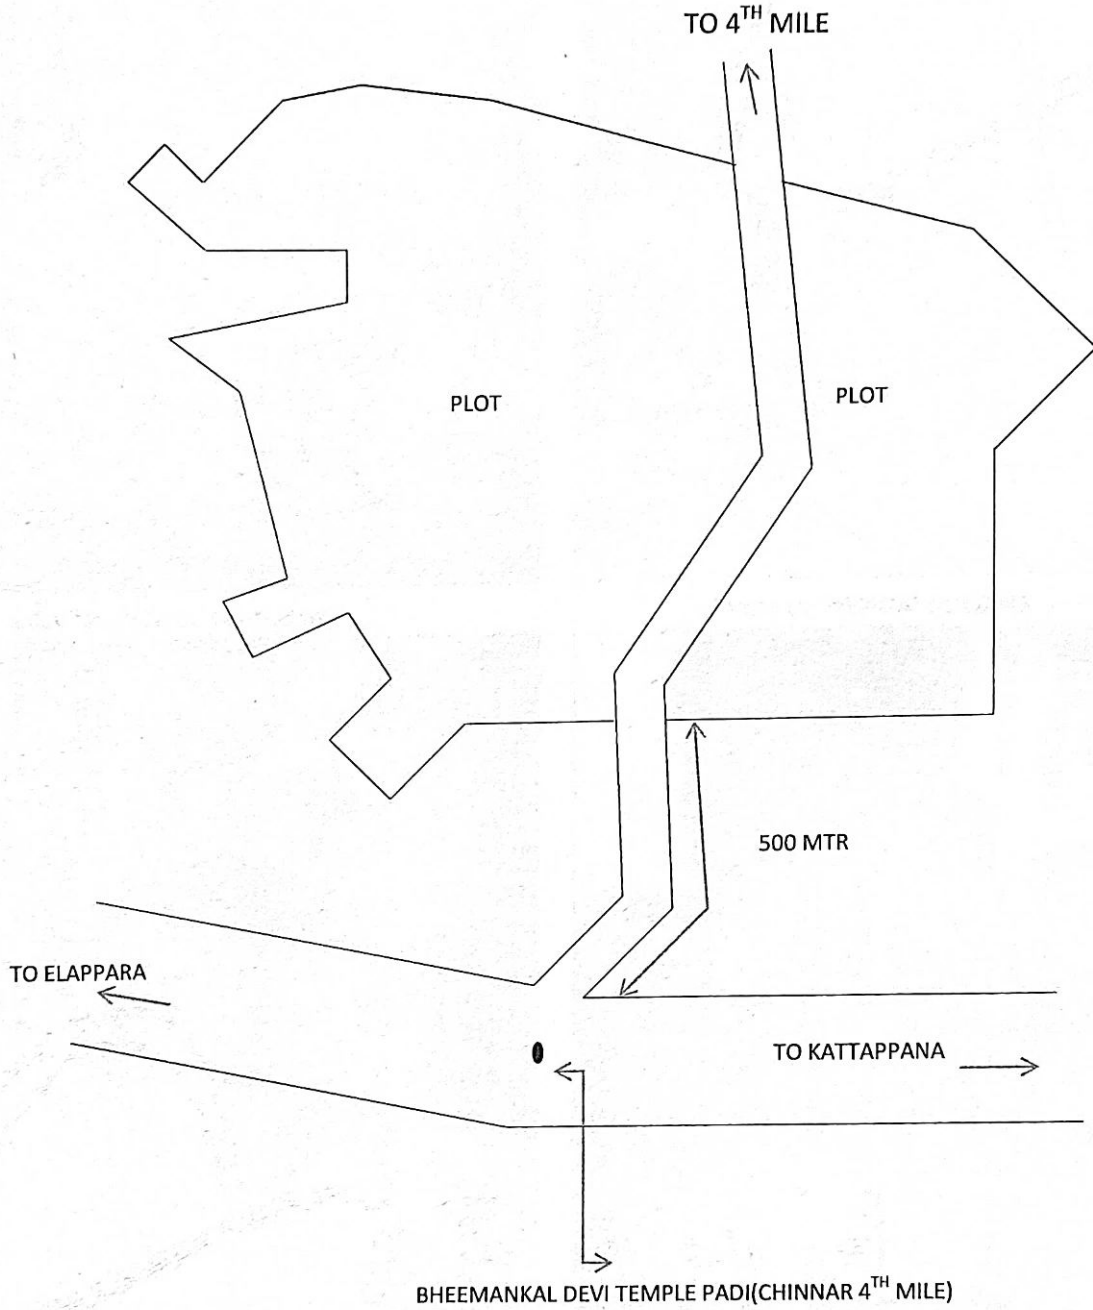 TO 4TH MILE
PLOT
PLOT
500 MTR
TO ELAPPARA
TO KATTAPPANA
BHEEMANKAL DEVI TEMPLE PADI(CHINNAR 4TH MILE)